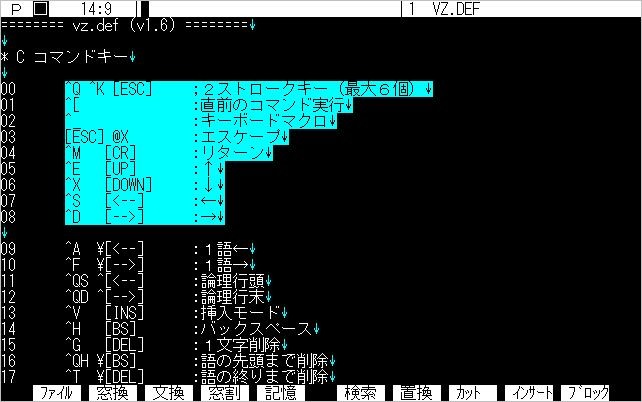 P 14:9 1 VZ.DEF
======== vz.def (v1.6) ========↓
↓
* C コマンドキー↓
↓
00 ^Q ^K [ESC] ;２ストロークキー（最大６個）↓
01 ^[ :直前のコマンド実行↓
02 ^_ :キーボードマクロ↓
03 [ESC] @X :エスケープ↓
04 ^M [CR] :リターン↓
05 ^E [UP] :↑↓
06 ^X [DOWN] :↓↓
07 ^S [<--] :←↓
08 ^D [-->] :→↓
↓
09 ^A ¥[<--] :１語←↓
10 ^F ¥[-->] :１語→↓
11 ^QS ^[<--] :論理行頭↓
12 ^QD ^[-->] :論理行末↓
13 ^V [INS] :挿入モード↓
14 ^H [BS] :バックスペース↓
15 ^G [DEL] :１文字削除↓
16 ^QH ¥[BS] :語の先頭まで削除↓
17 ^T ¥[DEL] :語の終りまで削除↓
ﾌｧｲﾙ 窓換 文換 窓割 記憶 検索 置換 ｶｯﾄ ｲﾝｻｰﾄ ﾌﾞﾛｯｸ